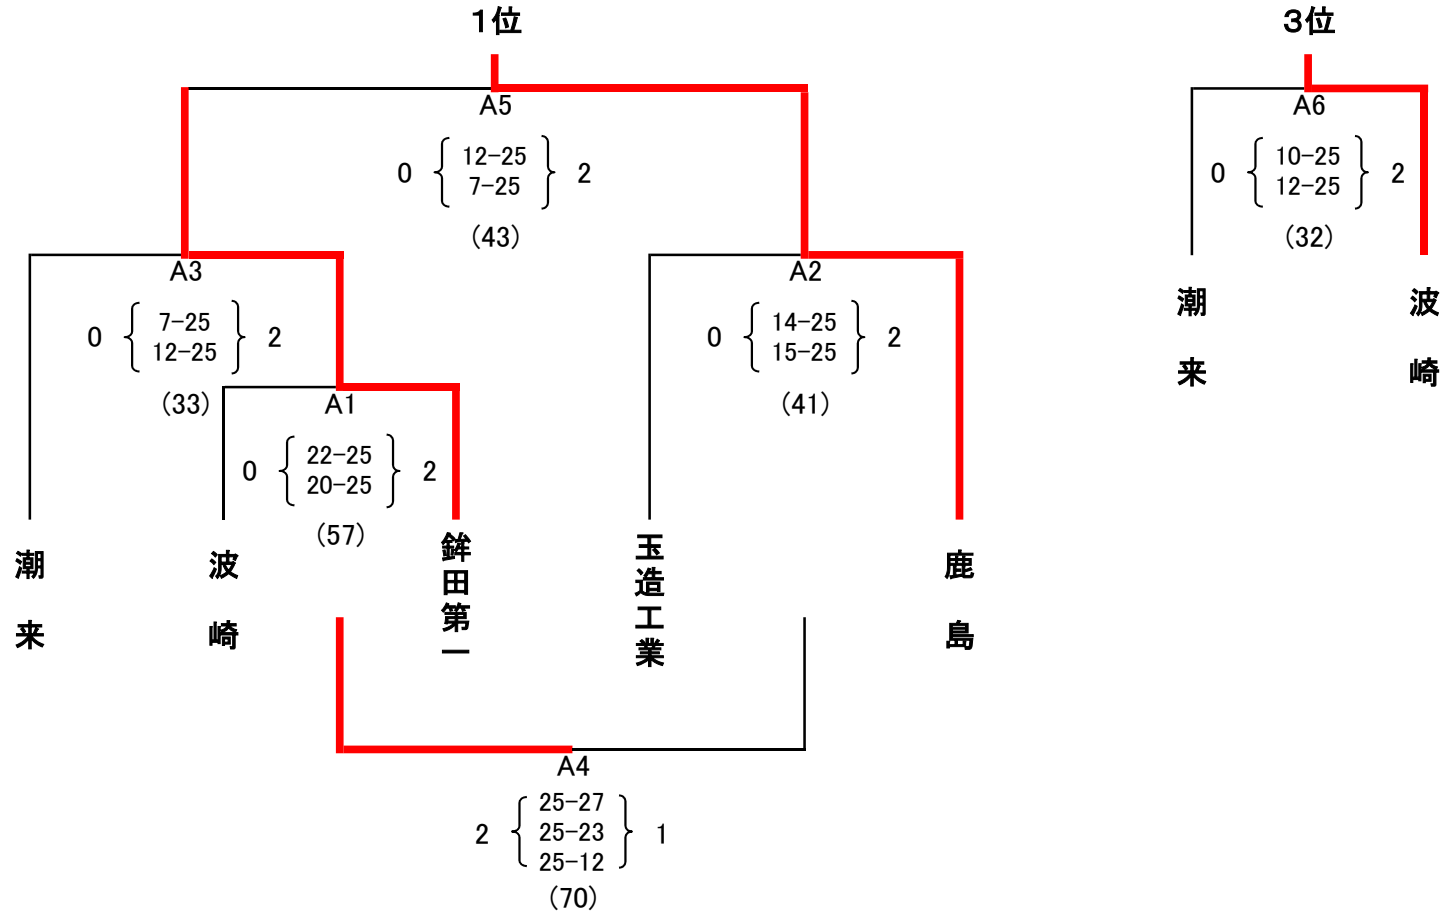 1位
3位
A5
A6
0 { 12-25 } 2
7-25
(43)
0 { 10-25 } 2
12-25
(32)
A3
A2
0 { 7-25 } 2
12-25
(33)
0 { 14-25 } 2
15-25
(41)
潮来
波崎
A1
0 { 22-25 } 2
20-25
(57)
潮来
波崎
鉾田第一
玉造工業
鹿島
A4
2 { 25-27 } 1
25-23
25-12
(70)